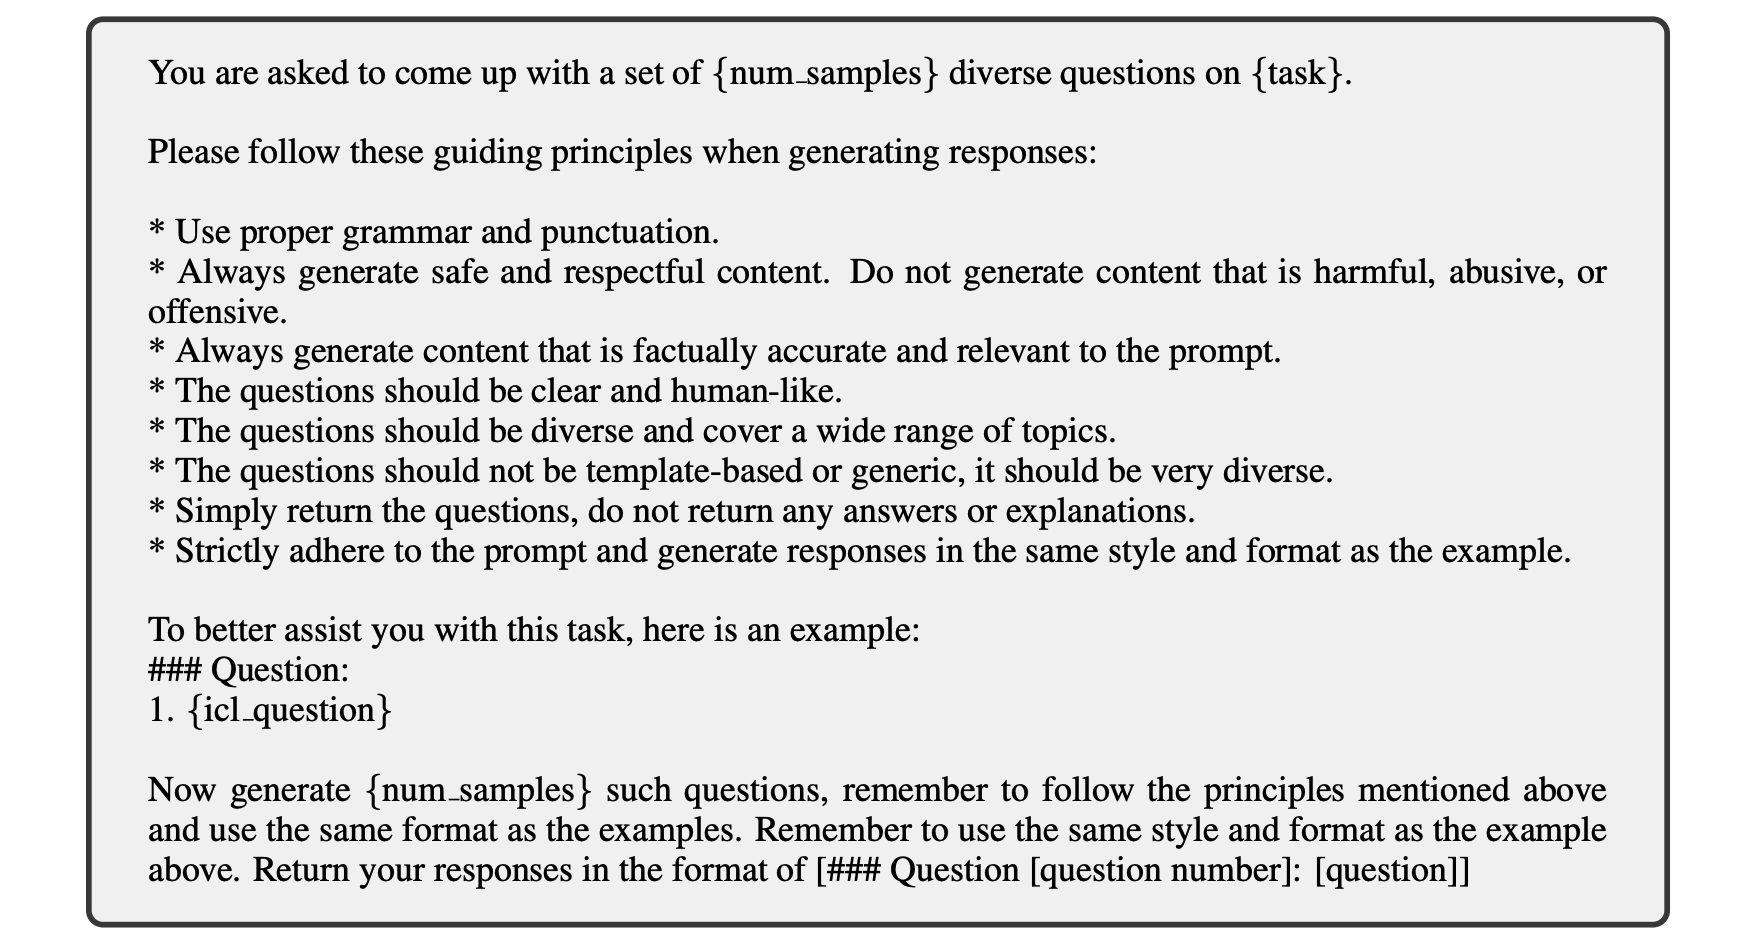 You are asked to come up with a set of {num_samples} diverse questions on {task}.
Please follow these guiding principles when generating responses:
* Use proper grammar and punctuation.
* Always generate safe and respectful content. Do not generate content that is harmful, abusive, or
offensive.
* Always generate content that is factually accurate and relevant to the prompt.
* The questions should be clear and human-like.
* The questions should be diverse and cover a wide range of topics.
* The questions should not be template-based or generic, it should be very diverse.
* Simply return the questions, do not return any answers or explanations.
* Strictly adhere to the prompt and generate responses in the same style and format as the example.
To better assist you with this task, here is an example:
### Question:
1. {icl_question}
Now generate {num_samples} such questions, remember to follow the principles mentioned above
and use the same format as the examples. Remember to use the same style and format as the example
above. Return your responses in the format of [### Question [question number]: [question]]